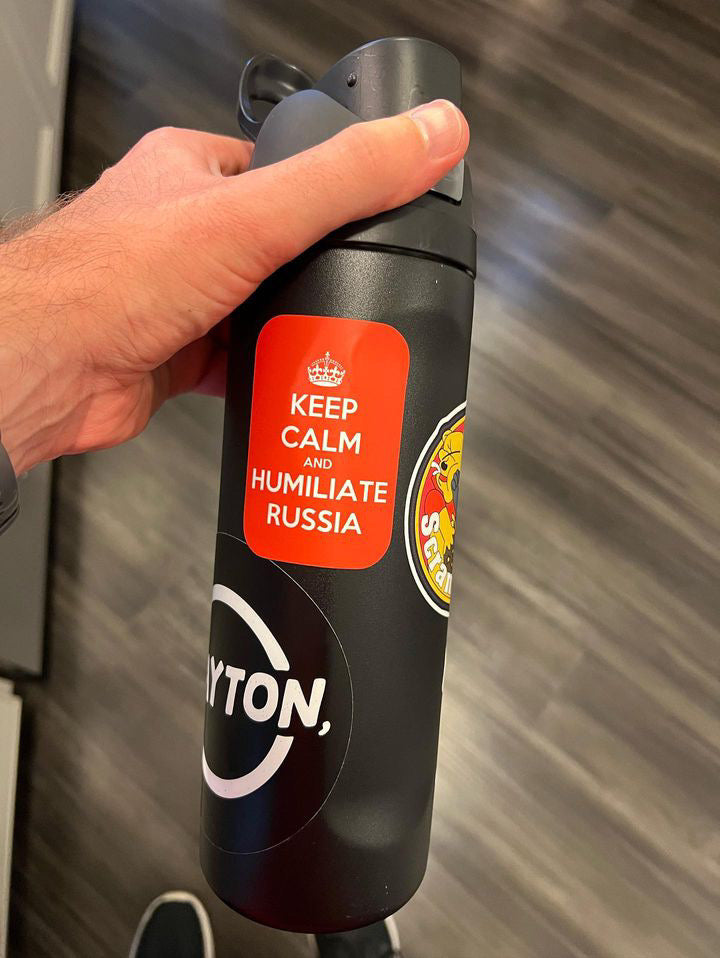 KEEP
CALM
AND
HUMILIATE
RUSSIA
YTON,